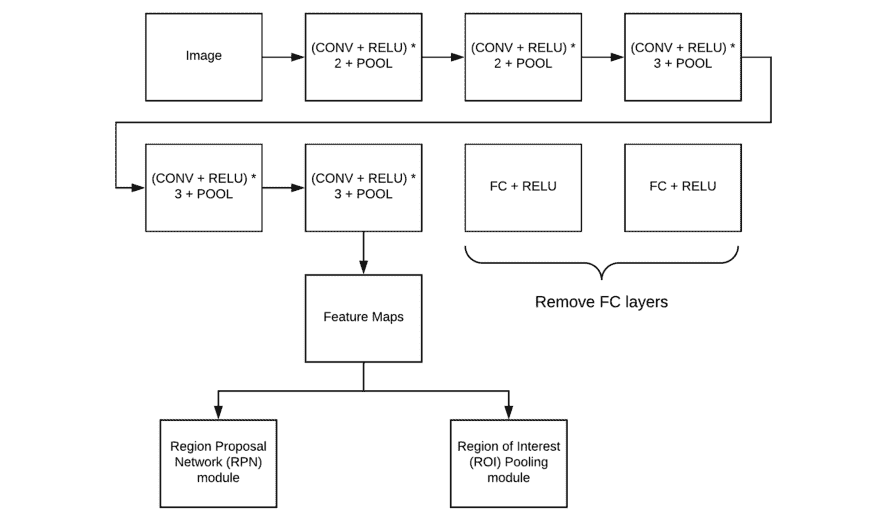 Image
(CONV + RELU) *
2 + POOL
(CONV + RELU) *
2 + POOL
(CONV + RELU) *
3 + POOL
(CONV + RELU) *
3 + POOL
(CONV + RELU) *
3 + POOL
FC + RELU
FC + RELU
Remove FC layers
Feature Maps
Region Proposal
Network (RPN)
module
Region of Interest
(ROI) Pooling
module